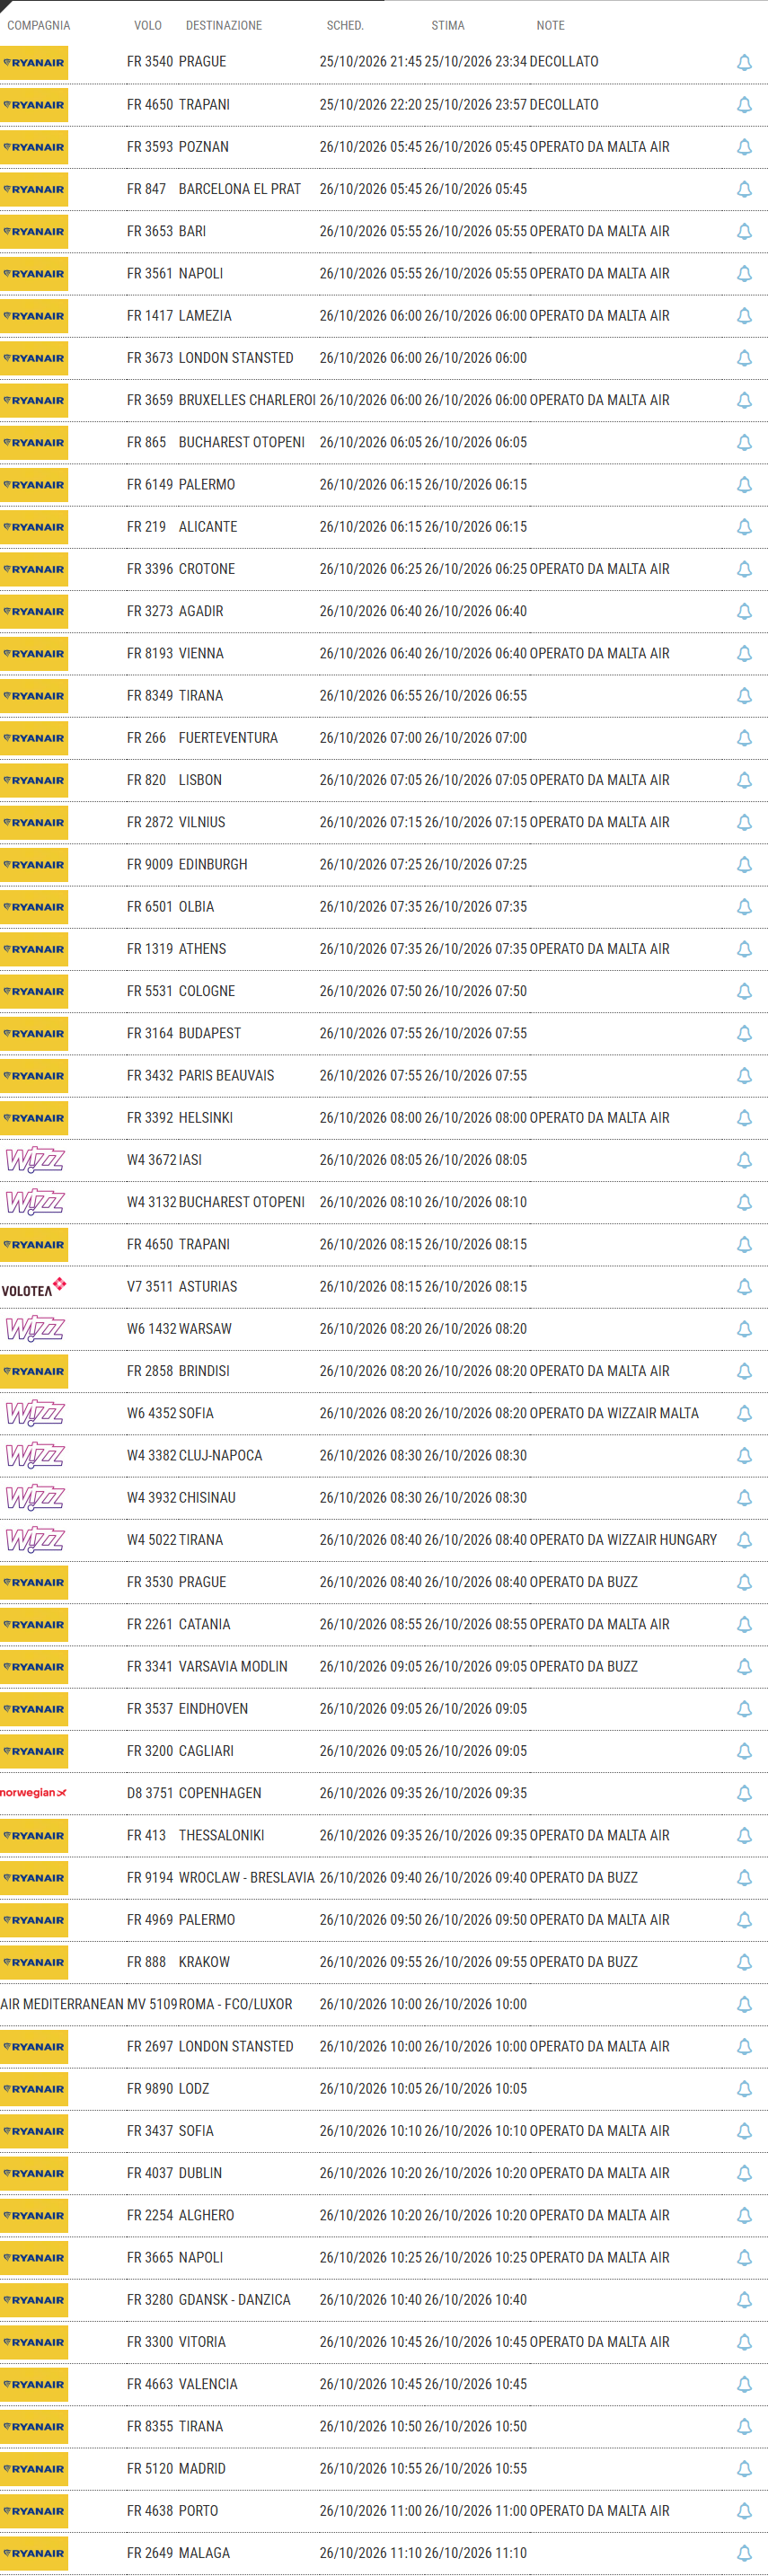 COMPAGNIA VOLO DESTINAZIONE SCHED. STIMA NOTE
RYANAIR FR 3540 PRAGUE 25/10/2026 21:45 25/10/2026 23:34 DECOLLATO
RYANAIR FR 4650 TRAPANI 25/10/2026 22:20 25/10/2026 23:57 DECOLLATO
RYANAIR FR 3593 POZNAN 26/10/2026 05:45 26/10/2026 05:45 OPERATO DA MALTA AIR
RYANAIR FR 847 BARCELONA EL PRAT 26/10/2026 05:45 26/10/2026 05:45
RYANAIR FR 3653 BARI 26/10/2026 05:55 26/10/2026 05:55 OPERATO DA MALTA AIR
RYANAIR FR 3561 NAPOLI 26/10/2026 05:55 26/10/2026 05:55 OPERATO DA MALTA AIR
RYANAIR FR 1417 LAMEZIA 26/10/2026 06:00 26/10/2026 06:00 OPERATO DA MALTA AIR
RYANAIR FR 3673 LONDON STANSTED 26/10/2026 06:00 26/10/2026 06:00
RYANAIR FR 3659 BRUXELLES CHARLEROI 26/10/2026 06:00 26/10/2026 06:00 OPERATO DA MALTA AIR
RYANAIR FR 865 BUCHAREST OTOPENI 26/10/2026 06:05 26/10/2026 06:05
RYANAIR FR 6149 PALERMO 26/10/2026 06:15 26/10/2026 06:15
RYANAIR FR 219 ALICANTE 26/10/2026 06:15 26/10/2026 06:15
RYANAIR FR 3396 CROTONE 26/10/2026 06:25 26/10/2026 06:25 OPERATO DA MALTA AIR
RYANAIR FR 3273 AGADIR 26/10/2026 06:40 26/10/2026 06:40
RYANAIR FR 8193 VIENNA 26/10/2026 06:40 26/10/2026 06:40 OPERATO DA MALTA AIR
RYANAIR FR 8349 TIRANA 26/10/2026 06:55 26/10/2026 06:55
RYANAIR FR 266 FUERTEVENTURA 26/10/2026 07:00 26/10/2026 07:00
RYANAIR FR 820 LISBON 26/10/2026 07:05 26/10/2026 07:05 OPERATO DA MALTA AIR
RYANAIR FR 2872 VILNIUS 26/10/2026 07:15 26/10/2026 07:15 OPERATO DA MALTA AIR
RYANAIR FR 9009 EDINBURGH 26/10/2026 07:25 26/10/2026 07:25
RYANAIR FR 6501 OLBIA 26/10/2026 07:35 26/10/2026 07:35
RYANAIR FR 1319 ATHENS 26/10/2026 07:35 26/10/2026 07:35 OPERATO DA MALTA AIR
RYANAIR FR 5531 COLOGNE 26/10/2026 07:50 26/10/2026 07:50
RYANAIR FR 3164 BUDAPEST 26/10/2026 07:55 26/10/2026 07:55
RYANAIR FR 3432 PARIS BEAUVAIS 26/10/2026 07:55 26/10/2026 07:55
RYANAIR FR 3392 HELSINKI 26/10/2026 08:00 26/10/2026 08:00 OPERATO DA MALTA AIR
WIZZ W4 3672 IASI 26/10/2026 08:05 26/10/2026 08:05
WIZZ W4 3132 BUCHAREST OTOPENI 26/10/2026 08:10 26/10/2026 08:10
RYANAIR FR 4650 TRAPANI 26/10/2026 08:15 26/10/2026 08:15
VOLOTEA V7 3511 ASTURIAS 26/10/2026 08:15 26/10/2026 08:15
WIZZ W6 1432 WARSAW 26/10/2026 08:20 26/10/2026 08:20
RYANAIR FR 2858 BRINDISI 26/10/2026 08:20 26/10/2026 08:20 OPERATO DA MALTA AIR
WIZZ W6 4352 SOFIA 26/10/2026 08:20 26/10/2026 08:20 OPERATO DA WIZZAIR MALTA
WIZZ W4 3382 CLUJ-NAPOCA 26/10/2026 08:30 26/10/2026 08:30
WIZZ W4 3932 CHISINAU 26/10/2026 08:30 26/10/2026 08:30
WIZZ W4 5022 TIRANA 26/10/2026 08:40 26/10/2026 08:40 OPERATO DA WIZZAIR HUNGARY
RYANAIR FR 3530 PRAGUE 26/10/2026 08:40 26/10/2026 08:40 OPERATO DA BUZZ
RYANAIR FR 2261 CATANIA 26/10/2026 08:55 26/10/2026 08:55 OPERATO DA MALTA AIR
RYANAIR FR 3341 VARSAVIA MODLIN 26/10/2026 09:05 26/10/2026 09:05 OPERATO DA BUZZ
RYANAIR FR 3537 EINDHOVEN 26/10/2026 09:05 26/10/2026 09:05
RYANAIR FR 3200 CAGLIARI 26/10/2026 09:05 26/10/2026 09:05
norwegian D8 3751 COPENHAGEN 26/10/2026 09:35 26/10/2026 09:35
RYANAIR FR 413 THESSALONIKI 26/10/2026 09:35 26/10/2026 09:35 OPERATO DA MALTA AIR
RYANAIR FR 9194 WROCLAW - BRESLAVIA 26/10/2026 09:40 26/10/2026 09:40 OPERATO DA BUZZ
RYANAIR FR 4969 PALERMO 26/10/2026 09:50 26/10/2026 09:50 OPERATO DA MALTA AIR
RYANAIR FR 888 KRAKOW 26/10/2026 09:55 26/10/2026 09:55 OPERATO DA BUZZ
AIR MEDITERRANEAN MV 5109 ROMA - FCO/LUXOR 26/10/2026 10:00 26/10/2026 10:00
RYANAIR FR 2697 LONDON STANSTED 26/10/2026 10:00 26/10/2026 10:00 OPERATO DA MALTA AIR
RYANAIR FR 9890 LODZ 26/10/2026 10:05 26/10/2026 10:05
RYANAIR FR 3437 SOFIA 26/10/2026 10:10 26/10/2026 10:10 OPERATO DA MALTA AIR
RYANAIR FR 4037 DUBLIN 26/10/2026 10:20 26/10/2026 10:20 OPERATO DA MALTA AIR
RYANAIR FR 2254 ALGHERO 26/10/2026 10:20 26/10/2026 10:20 OPERATO DA MALTA AIR
RYANAIR FR 3665 NAPOLI 26/10/2026 10:25 26/10/2026 10:25 OPERATO DA MALTA AIR
RYANAIR FR 3280 GDANSK - DANZICA 26/10/2026 10:40 26/10/2026 10:40
RYANAIR FR 3300 VITORIA 26/10/2026 10:45 26/10/2026 10:45 OPERATO DA MALTA AIR
RYANAIR FR 4663 VALENCIA 26/10/2026 10:45 26/10/2026 10:45
RYANAIR FR 8355 TIRANA 26/10/2026 10:50 26/10/2026 10:50
RYANAIR FR 5120 MADRID 26/10/2026 10:55 26/10/2026 10:55
RYANAIR FR 4638 PORTO 26/10/2026 11:00 26/10/2026 11:00 OPERATO DA MALTA AIR
RYANAIR FR 2649 MALAGA 26/10/2026 11:10 26/10/2026 11:10